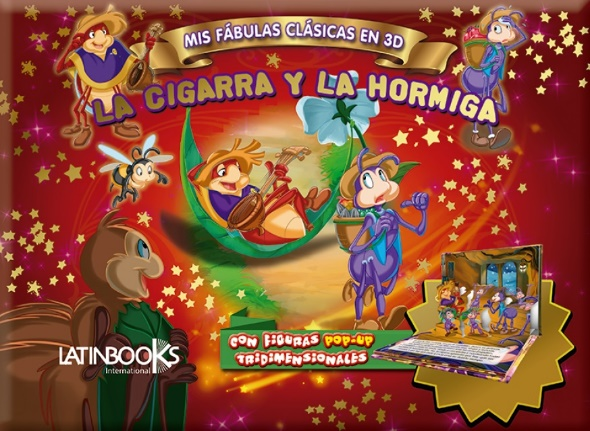 MIS FÁBULAS CLÁSICAS EN 3D
LA CIGARRA Y LA HORMIGA
CON FIGURAS POP-UP
TRIDIMENSIONALES
LATINBOOKS
International